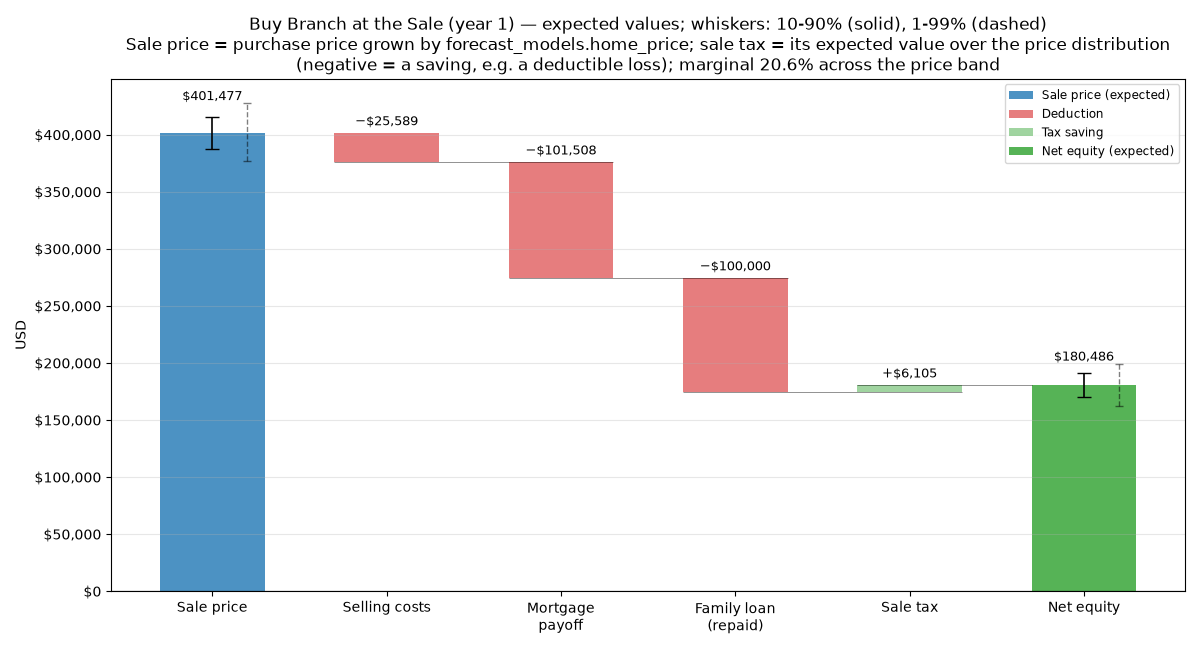 Buy Branch at the Sale (year 1) — expected values; whiskers: 10-90% (solid), 1-99% (dashed)
Sale price = purchase price grown by forecast_models.home_price; sale tax = its expected value over the price distribution
(negative = a saving, e.g. a deductible loss); marginal 20.6% across the price band
Sale price (expected)
Deduction
Tax saving
Net equity (expected)
$401,477
−$25,589
−$101,508
−$100,000
+$6,105
$180,486
USD
$400,000
$350,000
$300,000
$250,000
$200,000
$150,000
$100,000
$50,000
$0
Sale price
Selling costs
Mortgage
payoff
Family loan
(repaid)
Sale tax
Net equity